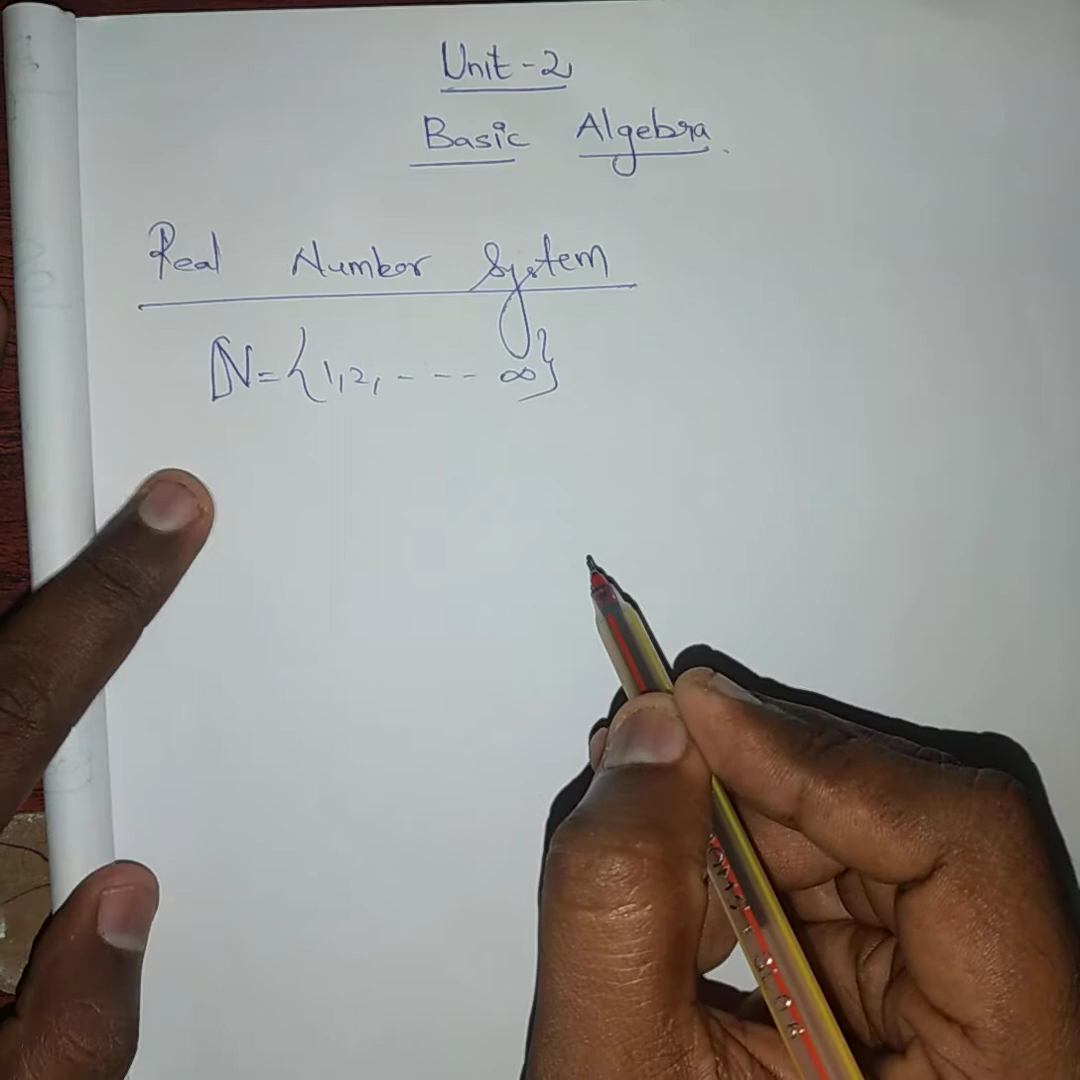 Unit-2
Basic Algebra.
Real Number System
ℕ={1,2,---- ∞}